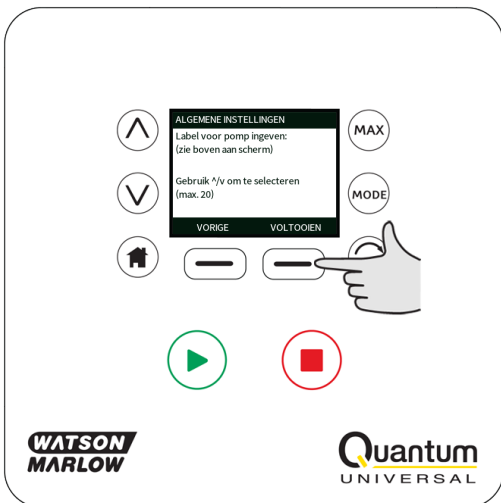 ALGEMENE INSTELLINGEN
Label voor pomp ingeven:
(zie boven aan scherm)
Gebruik ^/v om te selecteren
(max. 20)
VORIGE VOLTOOIEN
MAX
MODE
WATSON
MARLOW
Quantum
UNIVERSAL